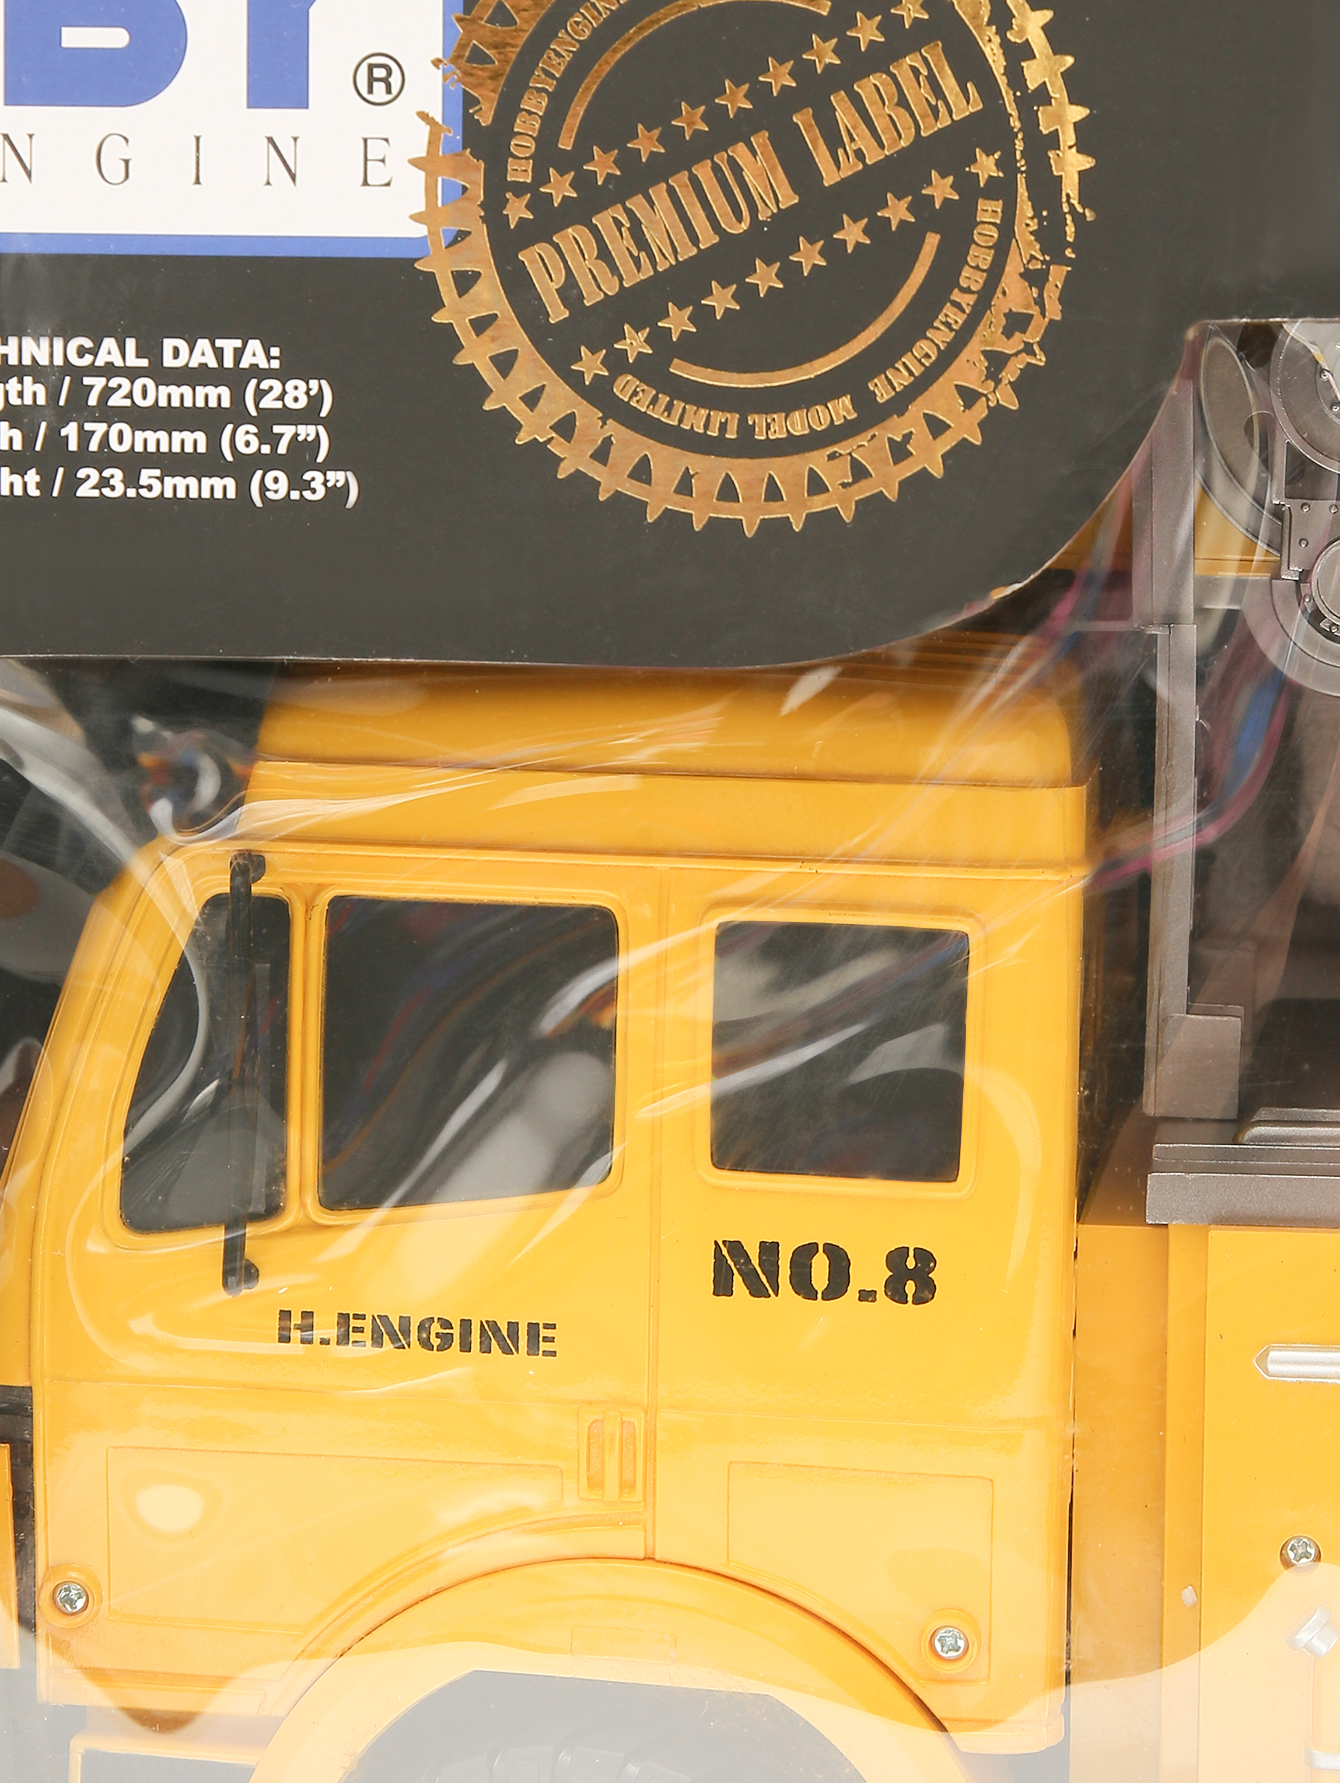 BY®
NGINE
HOBBYENGINE
PREMIUM LABEL
HOBBYENGINE MODEL LIMITED
HNICAL DATA:
gth / 720mm (28’)
h / 170mm (6.7”)
ht / 23.5mm (9.3”)
NO.8
H.ENGINE